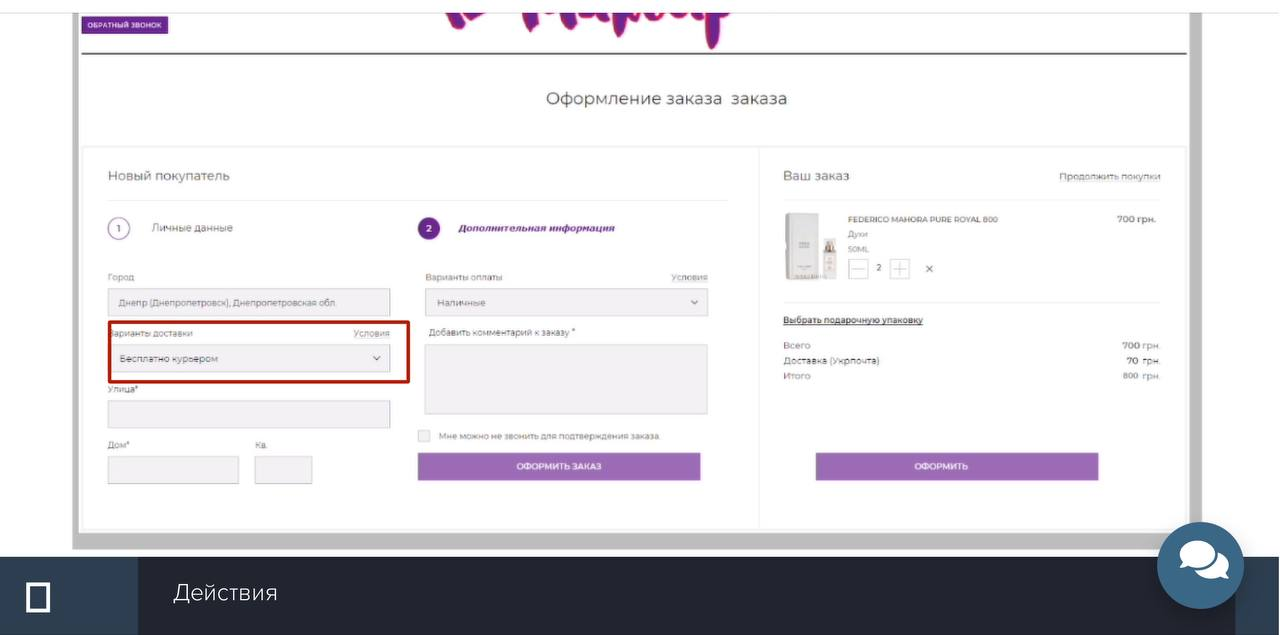 ОБРАТНЫЙ ЗВОНОК
Оформление заказа заказа
Новый покупатель
1 Личные данные
2 Дополнительная информация
Город
Днепр (Днепропетровск), Днепропетровская обл.
Варианты доставки Условия
Бесплатно курьером
Улица*
Дом* Кв.
Варианты оплаты Условия
Наличные
Добавить комментарий к заказу *
Мне можно не звонить для подтверждения заказа.
ОФОРМИТЬ ЗАКАЗ
Ваш заказ Продолжить покупки
FEDERICO MAHORA PURE ROYAL 800 700 грн.
Духи
50ML
2
Выбрать подарочную упаковку
Всего 700 грн.
Доставка (Укрпочта) 70 грн.
Итого 800 грн.
ОФОРМИТЬ
Действия